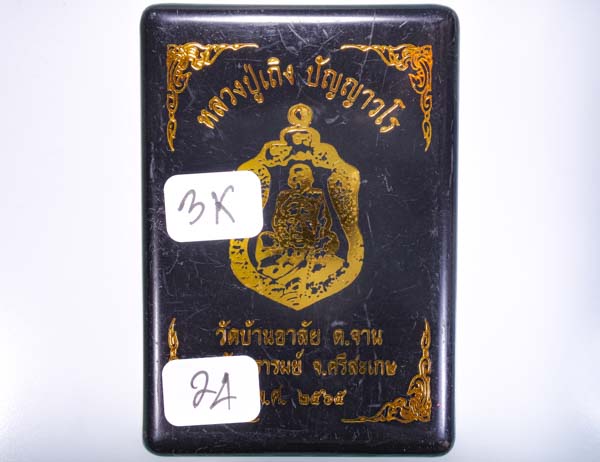 หลวงปู่เถิง ปัญญาวโร
3K
วัดบ้านอาลัย ต.จาน
จ.ศรีสะเกษ
24
.ศ. ๒๕๖๕